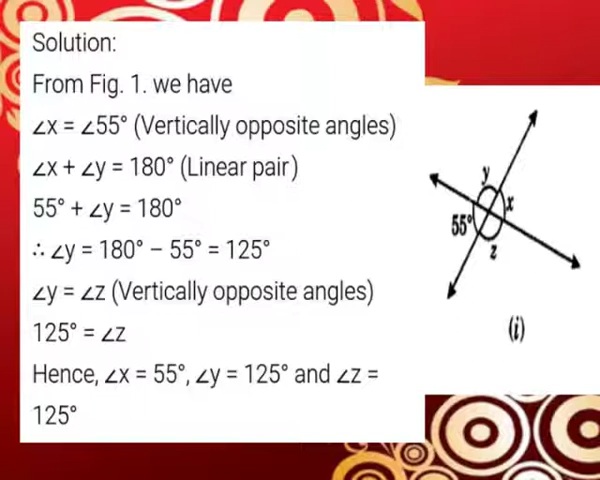 Solution:
From Fig. 1. we have
∠x = ∠55° (Vertically opposite angles)
∠x + ∠y = 180° (Linear pair)
55° + ∠y = 180°
∴ ∠y = 180° – 55° = 125°
∠y = ∠z (Vertically opposite angles)
125° = ∠z
Hence, ∠x = 55°, ∠y = 125° and ∠z =
125°
y
x
55°
z
(i)